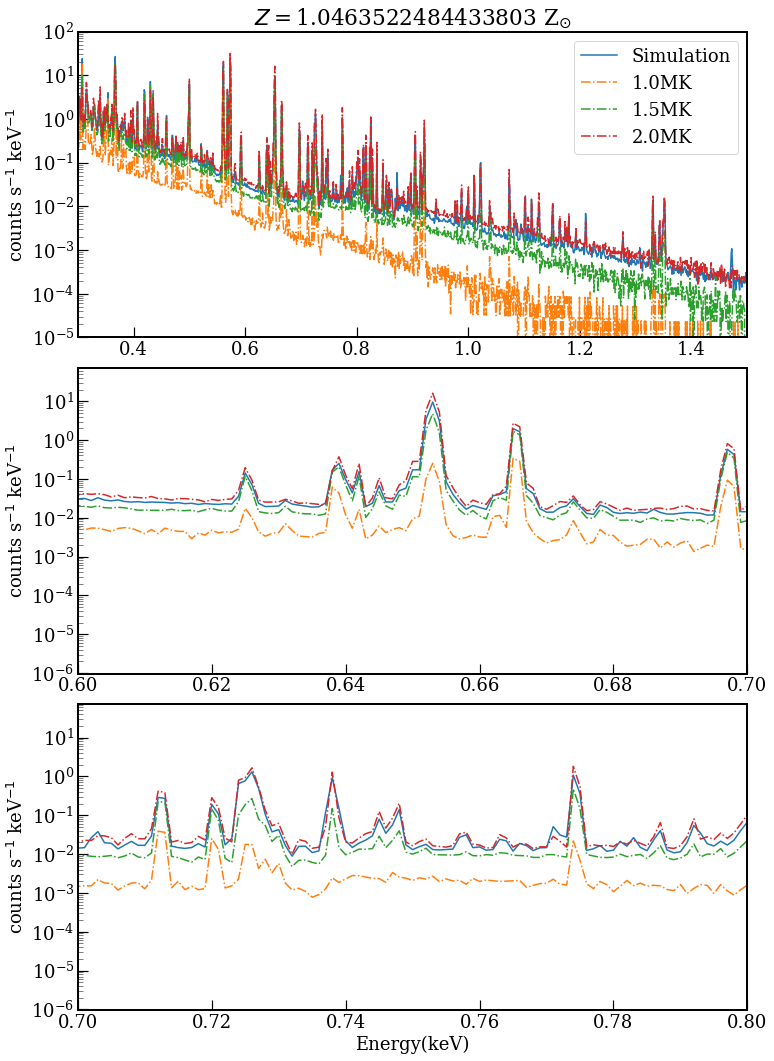 Z = 1.0463522484433803 Z⊙
10²
10¹
10⁰
10⁻¹
10⁻²
10⁻³
10⁻⁴
10⁻⁵
counts s⁻¹ keV⁻¹
Simulation
1.0MK
1.5MK
2.0MK
0.4 0.6 0.8 1.0 1.2 1.4
10¹
10⁰
10⁻¹
10⁻²
10⁻³
10⁻⁴
10⁻⁵
10⁻⁶
counts s⁻¹ keV⁻¹
0.60 0.62 0.64 0.66 0.68 0.70
10¹
10⁰
10⁻¹
10⁻²
10⁻³
10⁻⁴
10⁻⁵
10⁻⁶
counts s⁻¹ keV⁻¹
0.70 0.72 0.74 0.76 0.78 0.80
Energy(keV)